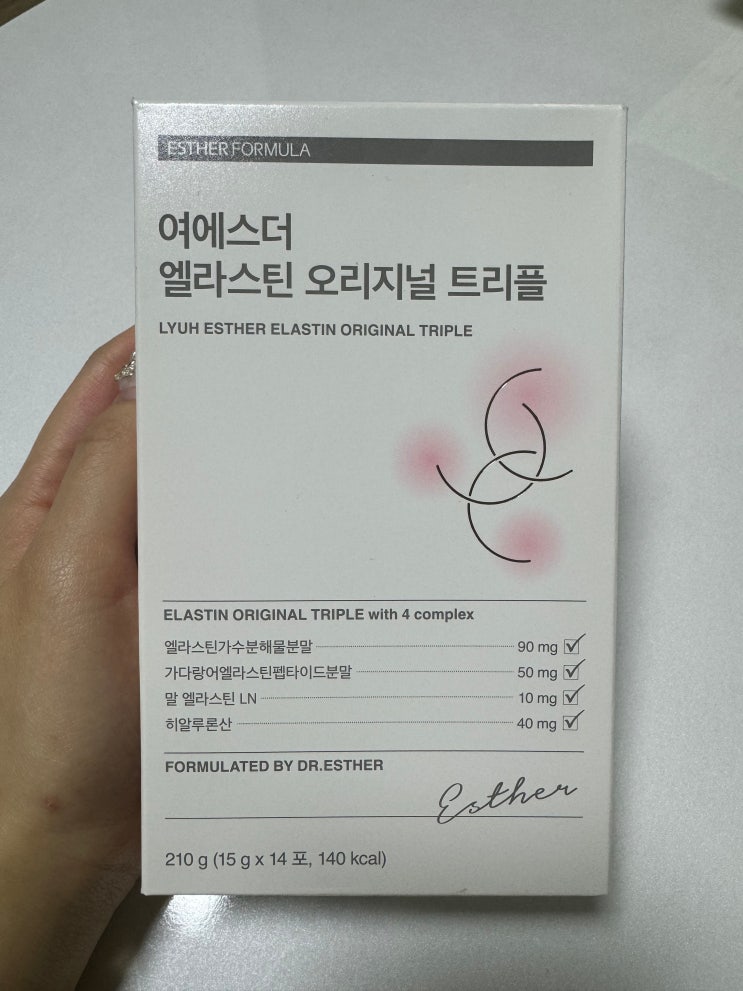 ESTHER FORMULA
여에스더
엘라스틴 오리지널 트리플
LYUH ESTHER ELASTIN ORIGINAL TRIPLE
ELASTIN ORIGINAL TRIPLE with 4 complex
엘라스틴가수분해물분말 90 mg
가다랑어엘라스틴펩타이드분말 50 mg
말 엘라스틴 LN 10 mg
히알루론산 40 mg
FORMULATED BY DR.ESTHER
Esther
210 g (15 g x 14 포, 140 kcal)